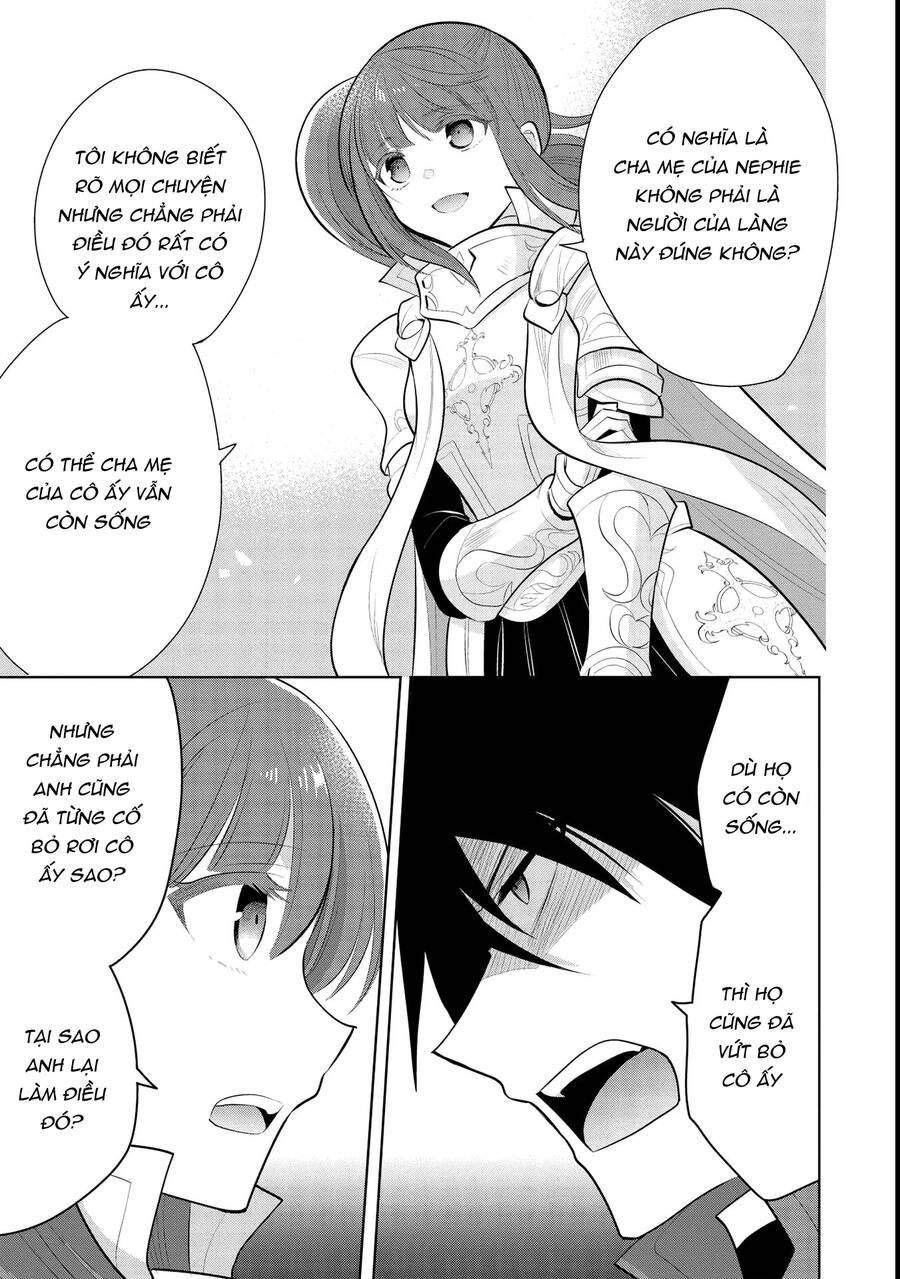 CÓ NGHĨA LÀ
CHA MẸ CỦA NEPHIE
KHÔNG PHẢI LÀ
NGƯỜI CỦA LÀNG
NÀY ĐÚNG KHÔNG?
TÔI KHÔNG BIẾT
RÕ MỌI CHUYỆN
NHƯNG CHẲNG PHẢI
ĐIỀU ĐÓ RẤT CÓ
Ý NGHĨA VỚI CÔ
ẤY...
CÓ THỂ CHA MẸ
CỦA CÔ ẤY VẪN
CÒN SỐNG
DÙ HỌ
CÓ CÒN
SỐNG...
THÌ HỌ
CŨNG ĐÃ
VỨT BỎ
CÔ ẤY
NHƯNG
CHẲNG PHẢI
ANH CŨNG
ĐÃ TỪNG CỐ
BỎ RƠI CÔ
ẤY SAO?
TẠI SAO
ANH LẠI
LÀM ĐIỀU
ĐÓ?